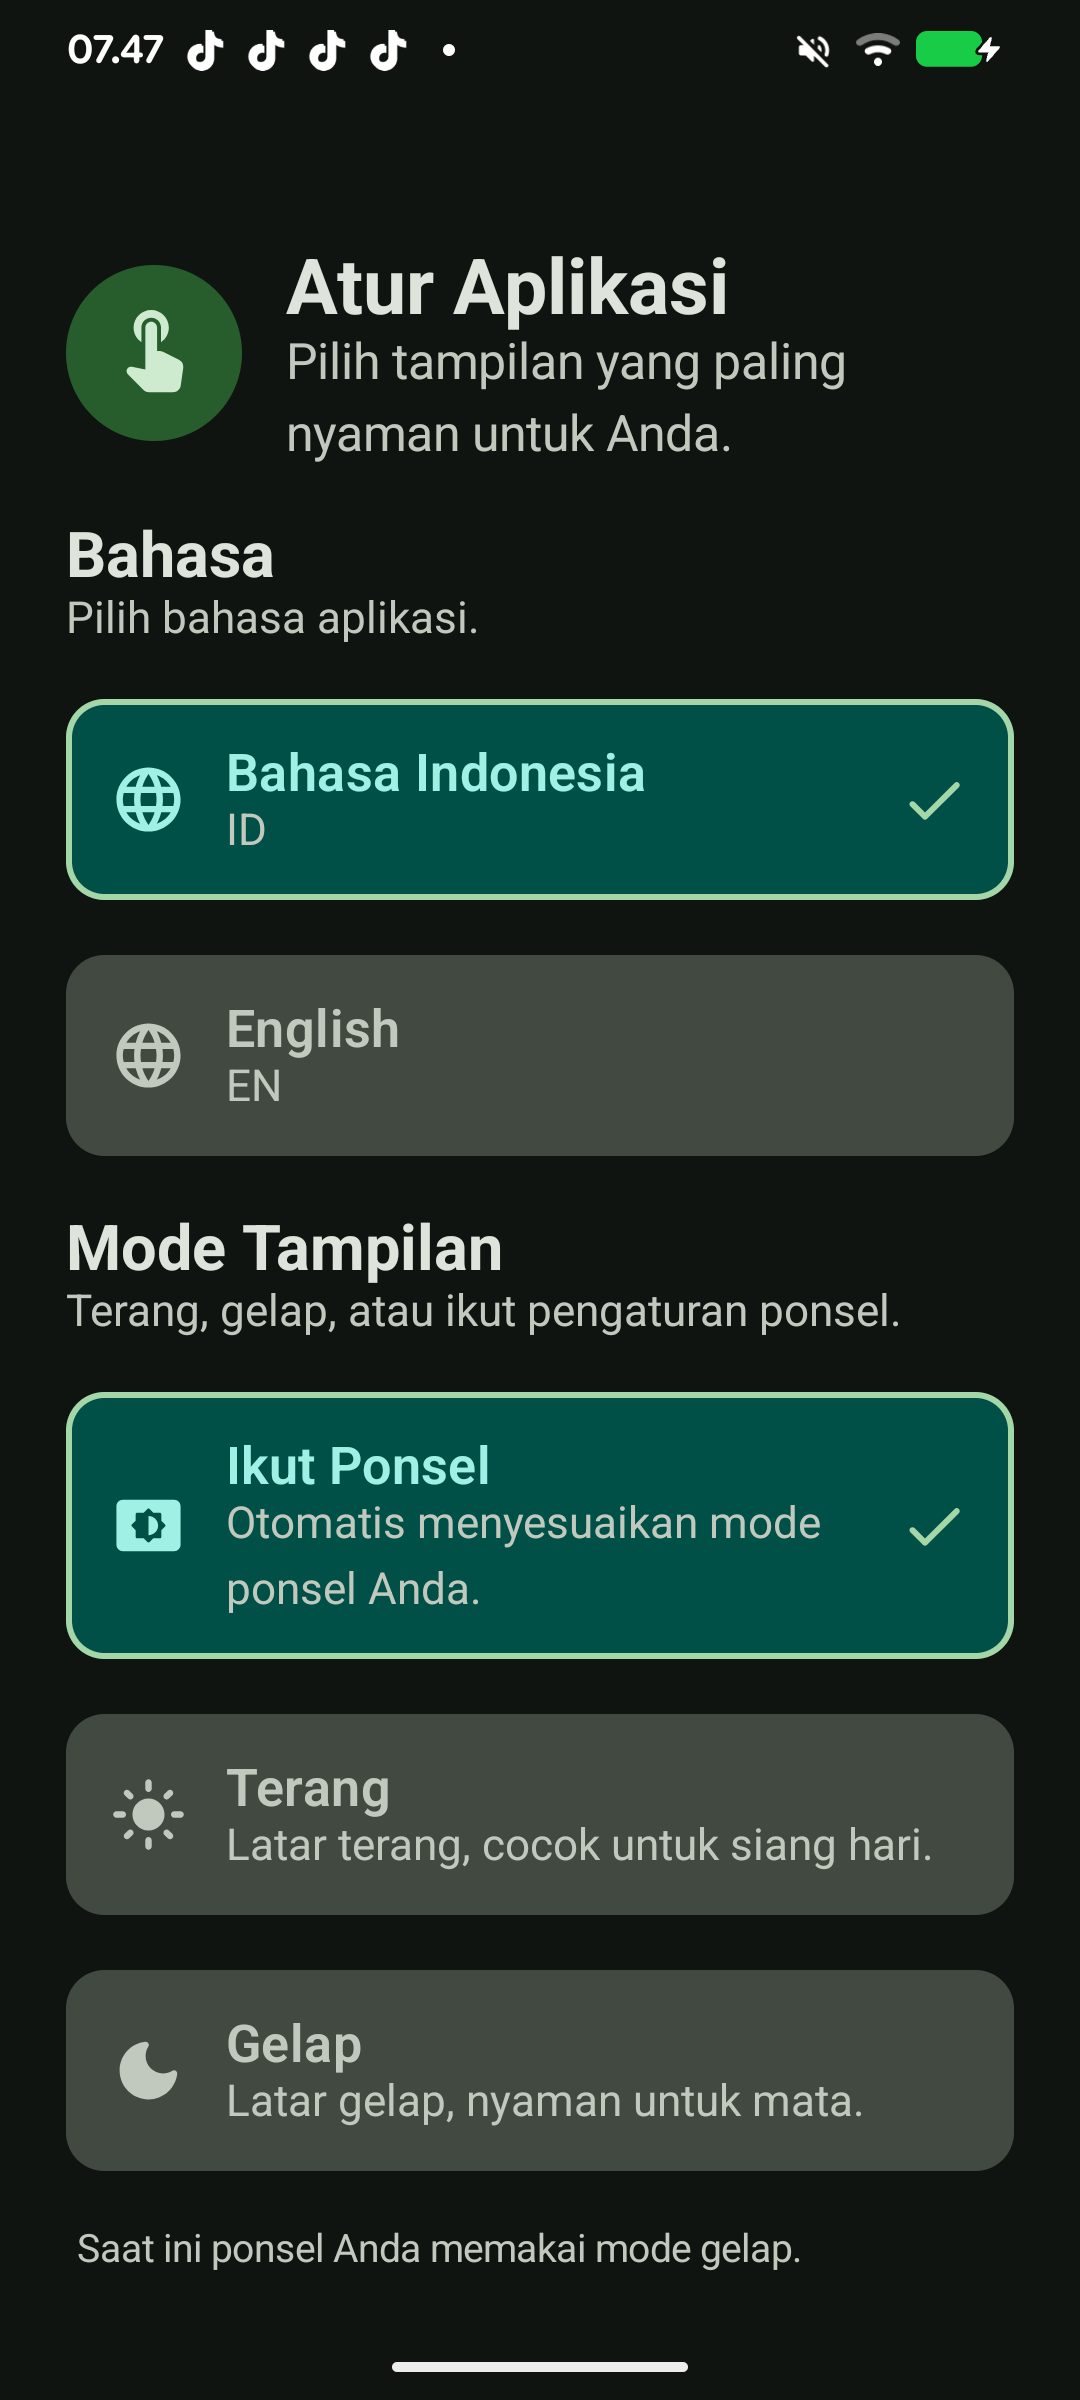 07.47
Atur Aplikasi
Pilih tampilan yang paling
nyaman untuk Anda.
Bahasa
Pilih bahasa aplikasi.
Bahasa Indonesia
ID
English
EN
Mode Tampilan
Terang, gelap, atau ikut pengaturan ponsel.
Ikut Ponsel
Otomatis menyesuaikan mode
ponsel Anda.
Terang
Latar terang, cocok untuk siang hari.
Gelap
Latar gelap, nyaman untuk mata.
Saat ini ponsel Anda memakai mode gelap.